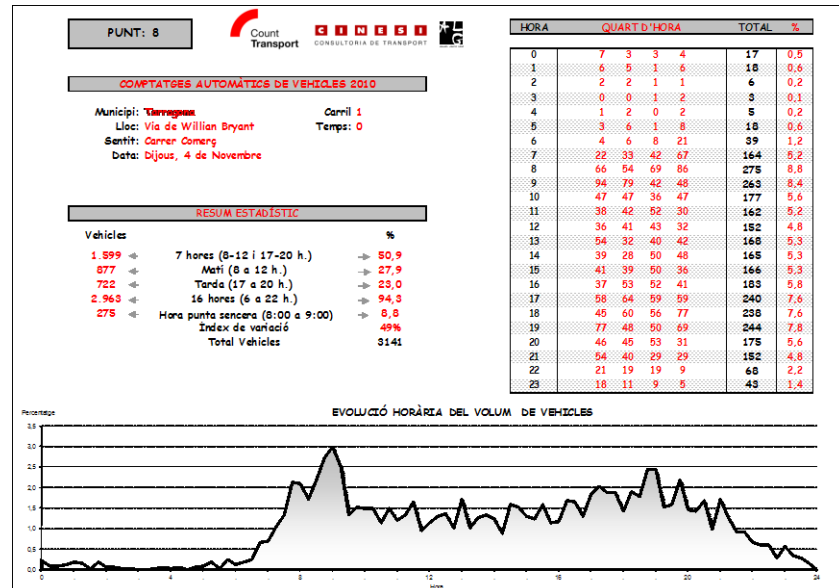 PUNT: 8
Count
Transport
CINESI
CONSULTORIA DE TRANSPORT
COMPTATGES AUTOMÀTICS DE VEHICLES 2010
Municipi: Carril 1
Lloc: Via de Willian Bryant Temps: 0
Sentit: Carrer Comerç
Data: Dijous, 4 de Novembre
RESUM ESTADÍSTIC
Vehicles %
1.599 7 hores (8-12 i 17-20 h.) 50,9
877 Matí (8 a 12 h.) 27,9
722 Tarda (17 a 20 h.) 23,0
2.963 16 hores (6 a 22 h.) 94,3
275 Hora punta sencera (8:00 a 9:00) 8,8
Índex de variació 49%
Total Vehicles 3141
HORA QUART D'HORA TOTAL %
0 7 3 3 4 17 0,5
1 6 5 1 6 18 0,6
2 2 2 1 1 6 0,2
3 0 0 1 2 3 0,1
4 1 2 0 2 5 0,2
5 3 6 1 8 18 0,6
6 4 6 8 21 39 1,2
7 22 33 42 67 164 5,2
8 66 54 69 86 275 8,8
9 94 79 42 48 263 8,4
10 47 47 36 47 177 5,6
11 38 42 52 30 162 5,2
12 36 41 43 32 152 4,8
13 54 32 40 42 168 5,3
14 39 28 50 48 165 5,3
15 41 39 50 36 166 5,3
16 37 53 52 41 183 5,8
17 58 64 59 59 240 7,6
18 45 60 56 77 238 7,6
19 77 48 50 69 244 7,8
20 46 45 53 31 175 5,6
21 54 40 29 29 152 4,8
22 21 19 19 9 68 2,2
23 18 11 9 5 43 1,4
Percentatge
EVOLUCIÓ HORÀRIA DEL VOLUM DE VEHICLES
3,5
3,0
2,5
2,0
1,5
1,0
0,5
0,0
0 4 8 12 16 20 24
Hora